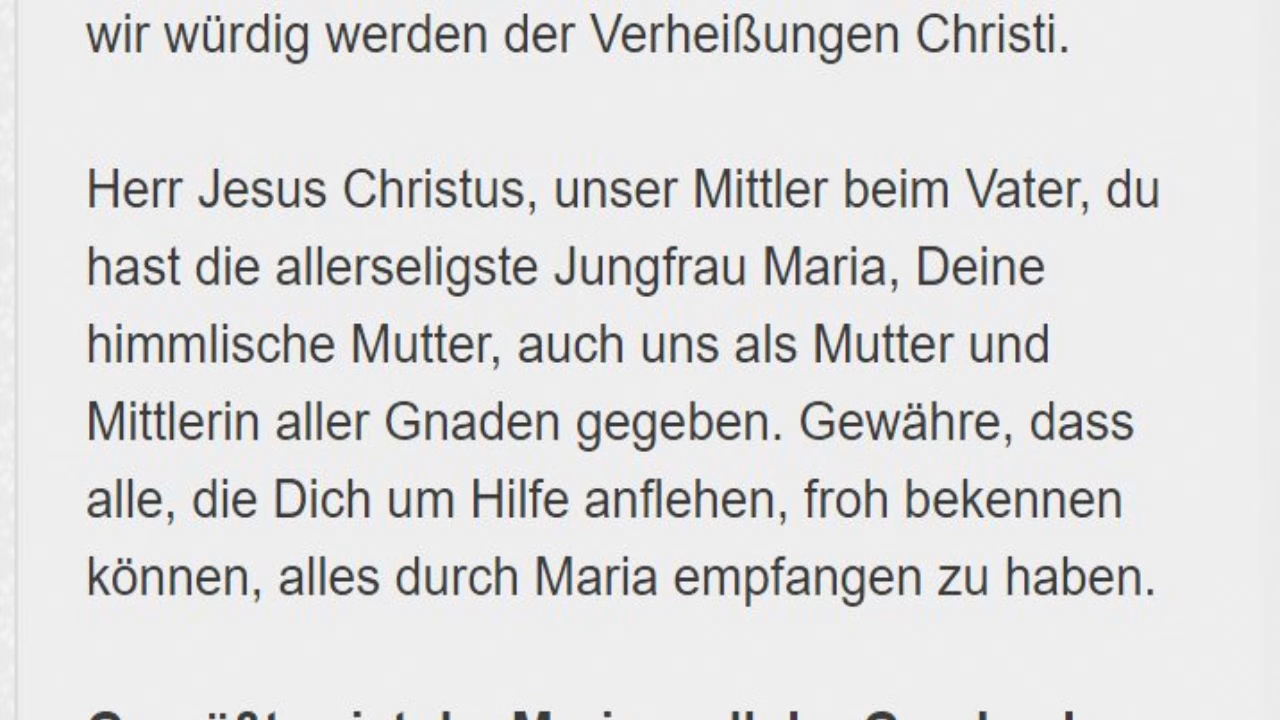 wir würdig werden der Verheißungen Christi.
Herr Jesus Christus, unser Mittler beim Vater, du
hast die allerseligste Jungfrau Maria, Deine
himmlische Mutter, auch uns als Mutter und
Mittlerin aller Gnaden gegeben. Gewähre, dass
alle, die Dich um Hilfe anflehen, froh bekennen
können, alles durch Maria empfangen zu haben.